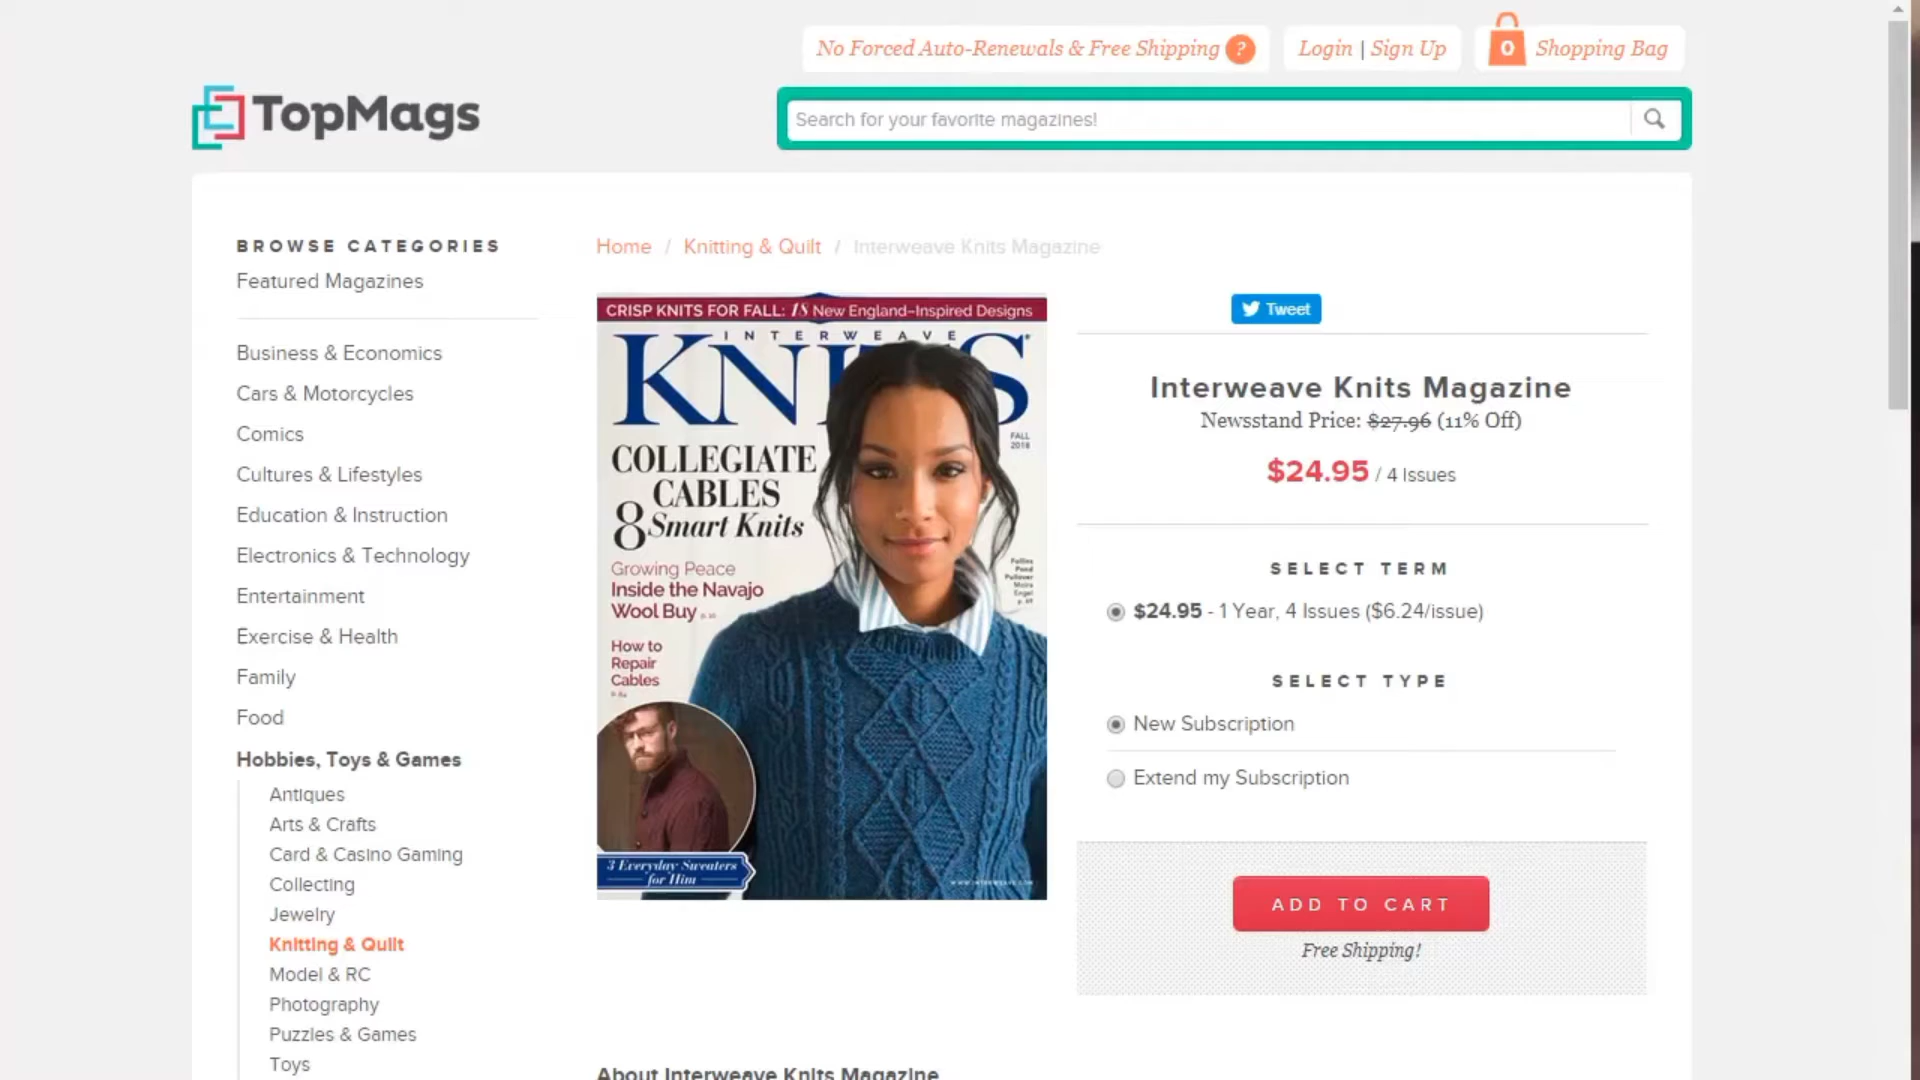 No Forced Auto-Renewals & Free Shipping ?
Login | Sign Up
0 Shopping Bag
TopMags
Search for your favorite magazines!
BROWSE CATEGORIES
Featured Magazines
Business & Economics
Cars & Motorcycles
Comics
Cultures & Lifestyles
Education & Instruction
Electronics & Technology
Entertainment
Exercise & Health
Family
Food
Hobbies, Toys & Games
Antiques
Arts & Crafts
Card & Casino Gaming
Collecting
Jewelry
Knitting & Quilt
Model & RC
Photography
Puzzles & Games
Toys
Home / Knitting & Quilt / Interweave Knits Magazine
CRISP KNITS FOR FALL: 18 New England-Inspired Designs
INTERWEAVE
KNITS
FALL
2018
COLLEGIATE
CABLES
8 Smart Knits
Growing Peace
Inside the Navajo
Wool Buy
How to
Repair
Cables
Pullover
3 Everyday Sweaters
for Him
WWW.INTERWEAVE.COM
Tweet
Interweave Knits Magazine
Newsstand Price: $27.96 (11% Off)
$24.95 / 4 Issues
SELECT TERM
$24.95 - 1 Year, 4 Issues ($6.24/issue)
SELECT TYPE
New Subscription
Extend my Subscription
ADD TO CART
Free Shipping!
About Interweave Knits Magazine